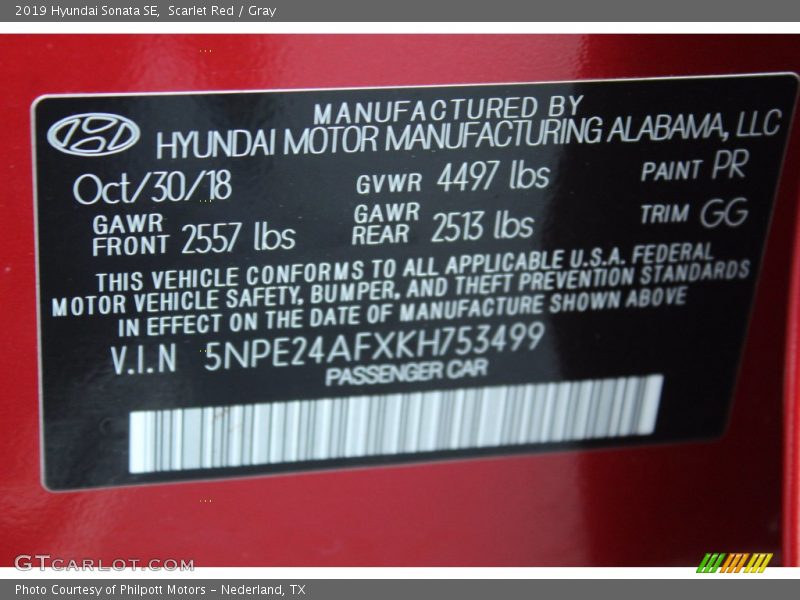 2019 Hyundai Sonata SE, Scarlet Red / Gray
MANUFACTURED BY
HYUNDAI MOTOR MANUFACTURING ALABAMA, LLC
Oct/30/18 GVWR 4497 lbs PAINT PR
GAWR FRONT 2557 lbs GAWR REAR 2513 lbs TRIM GG
THIS VEHICLE CONFORMS TO ALL APPLICABLE U.S.A. FEDERAL
MOTOR VEHICLE SAFETY, BUMPER, AND THEFT PREVENTION STANDARDS
IN EFFECT ON THE DATE OF MANUFACTURE SHOWN ABOVE
V.I.N 5NPE24AFXKH753499
PASSENGER CAR
GTCARLOT.COM
Photo Courtesy of Philpott Motors - Nederland, TX